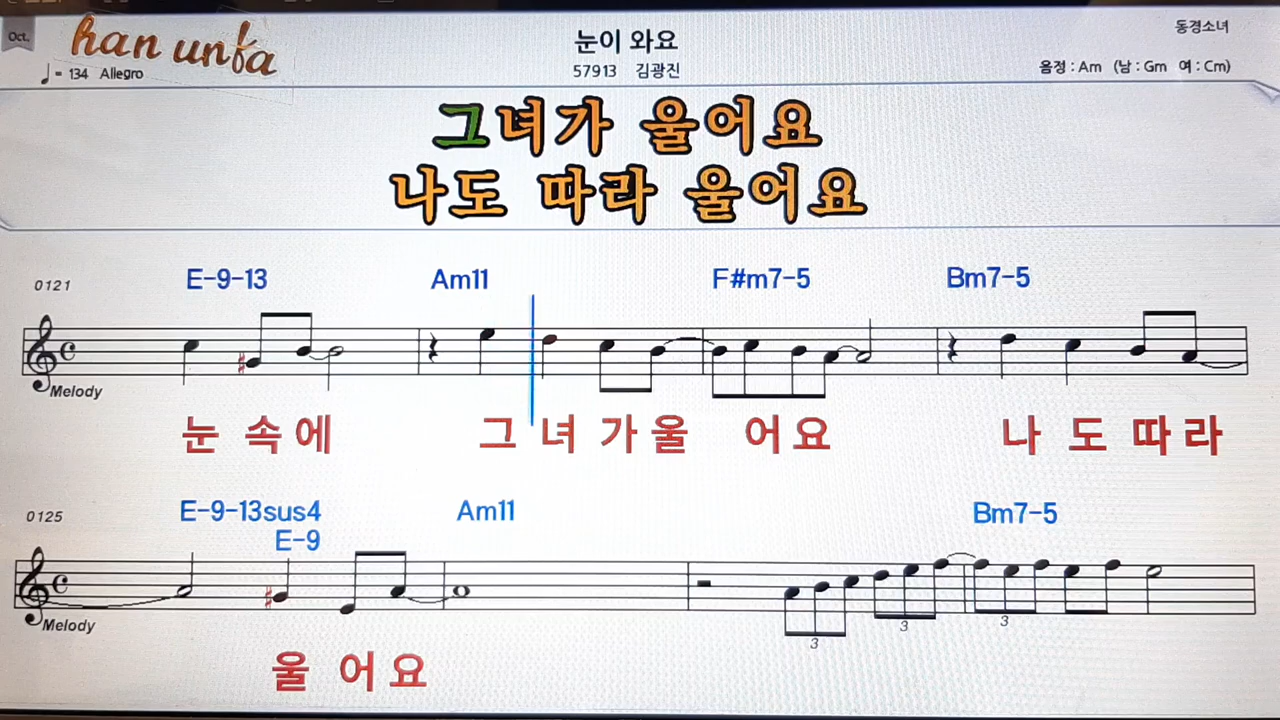 Oct.
han unfa
눈이 와요
동경소녀
♩= 134 Allegro
57913 김광진
음정 : Am (남 : Gm 여 : Cm)
그녀가 울어요
나도 따라 울어요
0121
E-9-13 Am11 F#m7-5 Bm7-5
Melody
눈 속에 그 녀 가울 어요 나 도 따라
0125
E-9-13sus4 Am11 Bm7-5
E-9
3 3 3
Melody
울 어요